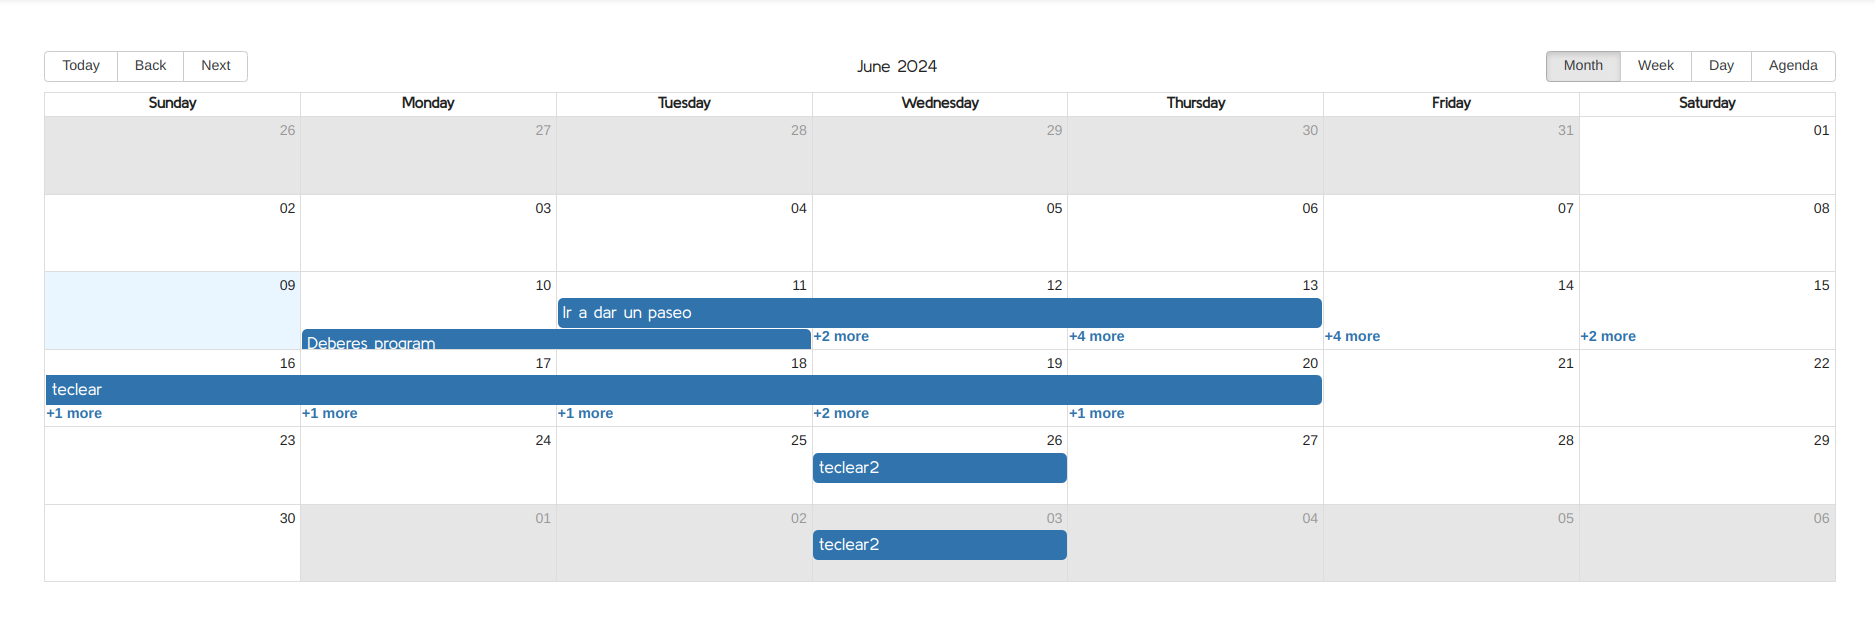 Today Back Next June 2024 Month Week Day Agenda
Sunday Monday Tuesday Wednesday Thursday Friday Saturday
26 27 28 29 30 31 01
02 03 04 05 06 07 08
09 10 11 12 13 14 15
Ir a dar un paseo
Deberes program +2 more +4 more +4 more +2 more
16 17 18 19 20 21 22
teclear
+1 more +1 more +1 more +2 more +1 more
23 24 25 26 27 28 29
teclear2
30 01 02 03 04 05 06
teclear2